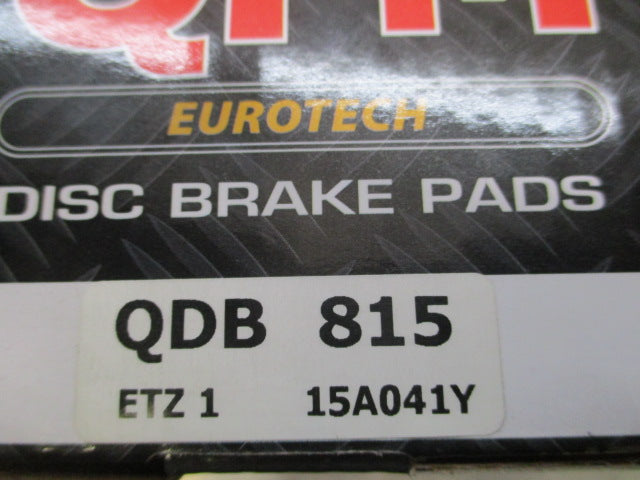 EUROTECH
DISC BRAKE PADS
QDB 815
ETZ 1 15A041Y